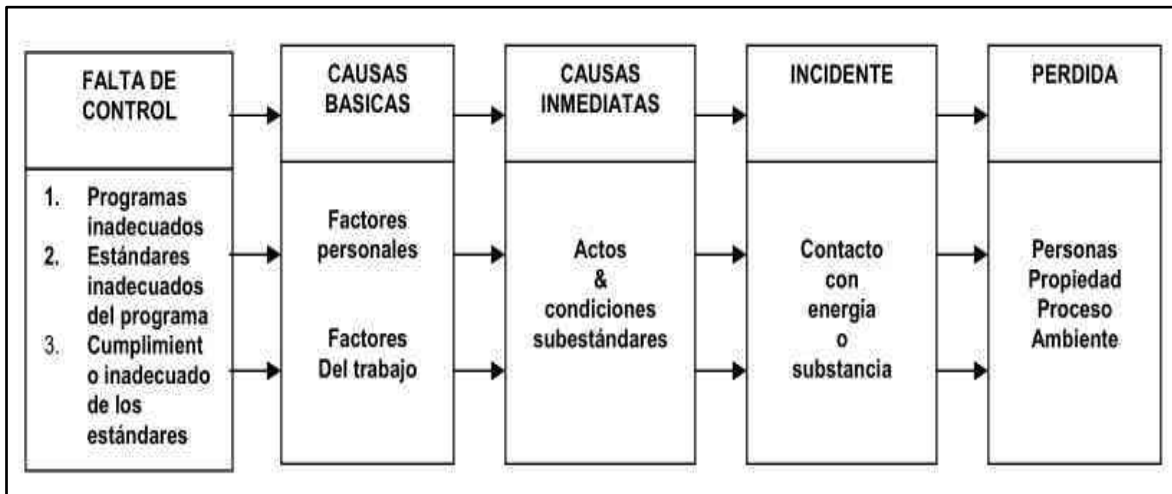 FALTA DE
CONTROL
1. Programas
inadecuados
2. Estándares
inadecuados
del programa
3. Cumplimient
o inadecuado
de los
estándares
CAUSAS
BASICAS
Factores
personales
Factores
Del trabajo
CAUSAS
INMEDIATAS
Actos
&
condiciones
subestándares
INCIDENTE
Contacto
con
energía
o
substancia
PERDIDA
Personas
Propiedad
Proceso
Ambiente